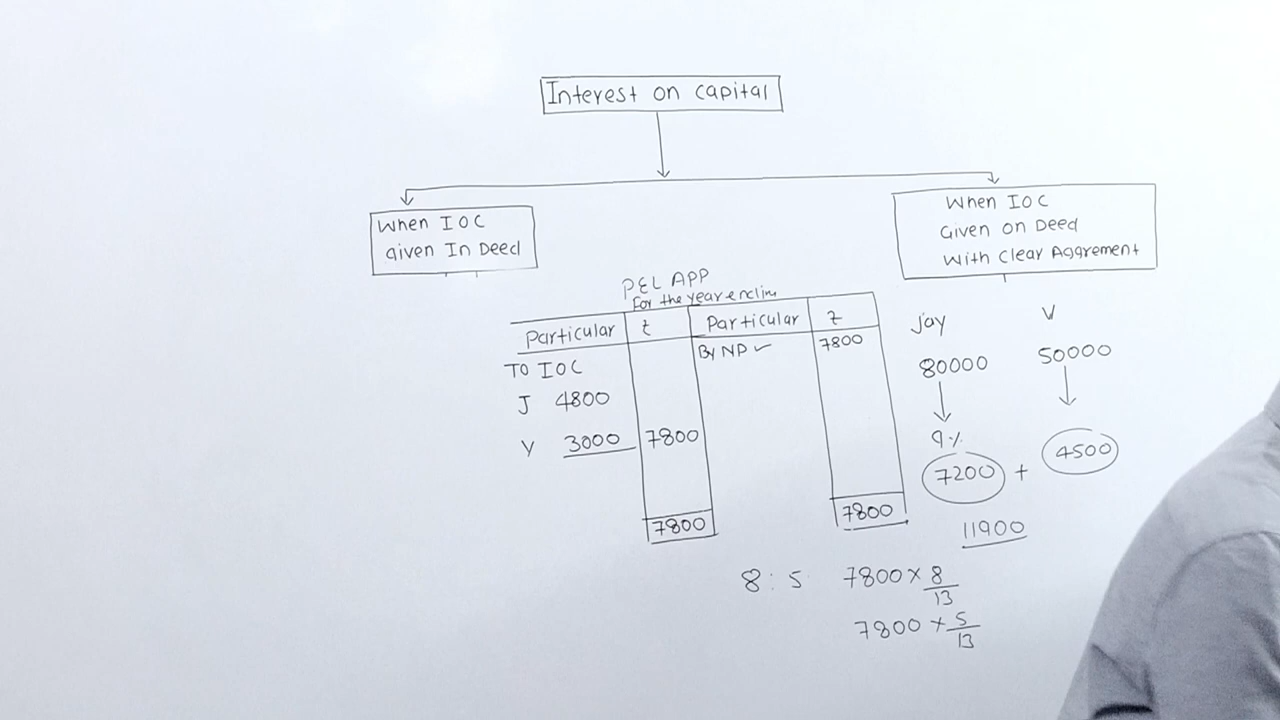 Interest on capital
When IOC
given In Deed
When IOC
Given on Deed
With Clear Aggrement
P&L APP
For the year
Particular ₹ Particular ₹
TO IOC By NP ✓ 7800
J 4800
Y 3000 7800
7800 7800
Jay V
80000 50000
9%
7200 + 4500
11900
8 : 5 7800 × 8/13
7800 × 5/13